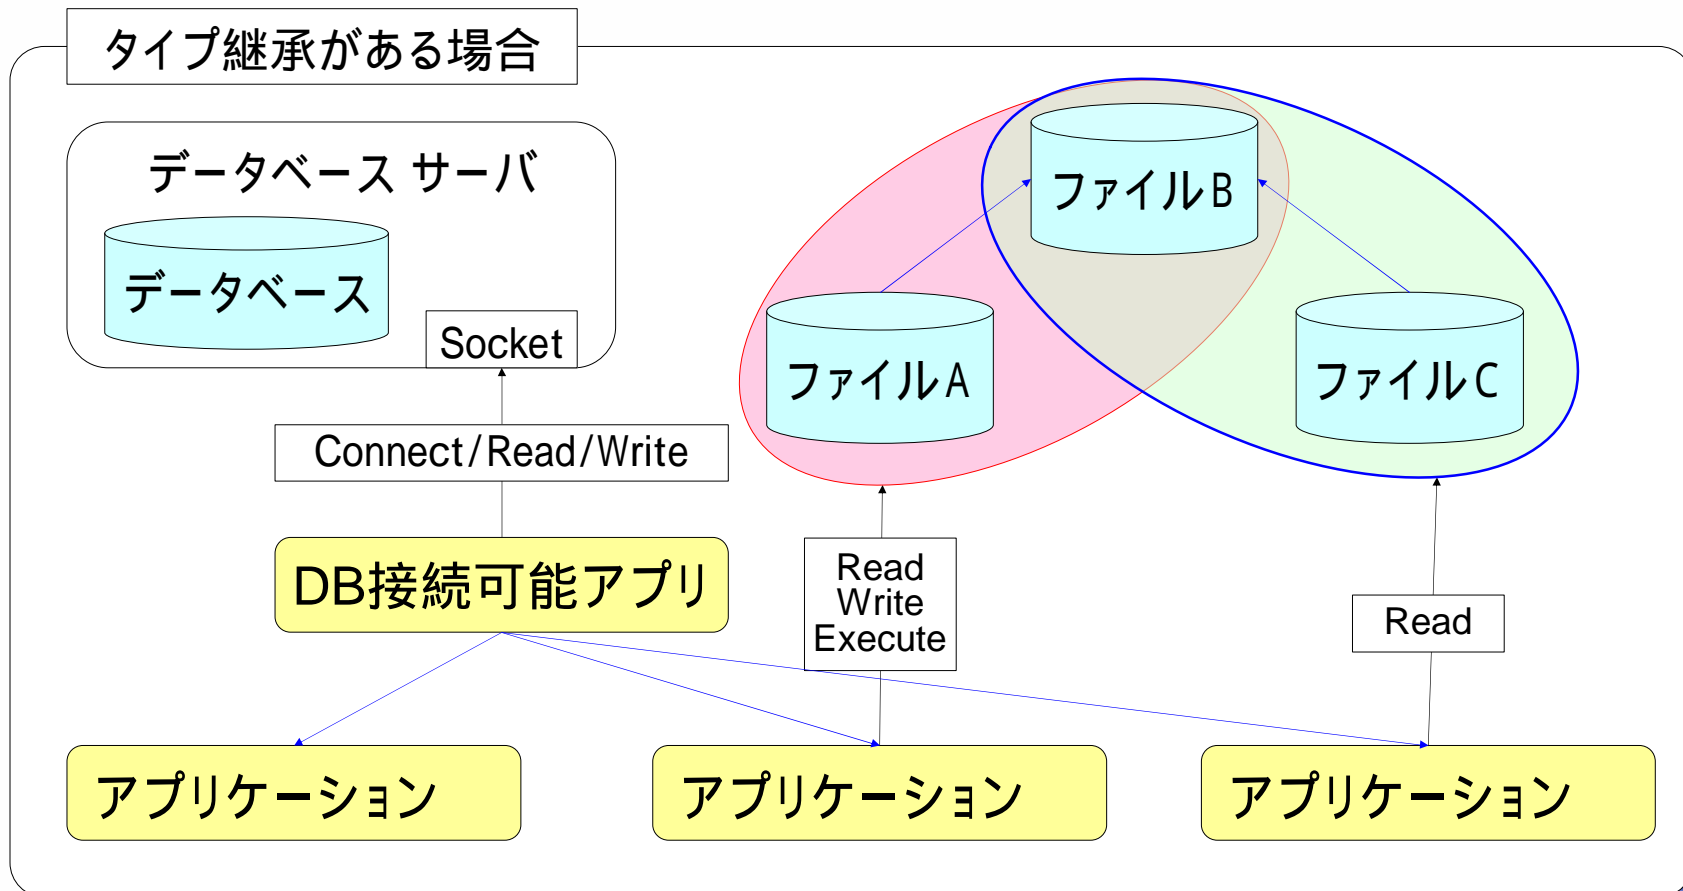 タイプ継承がある場合
データベース サーバ
データベース
Socket
Connect/Read/Write
DB接続可能アプリ
ファイルB
ファイルA
ファイルC
Read
Write
Execute
Read
アプリケーション
アプリケーション
アプリケーション